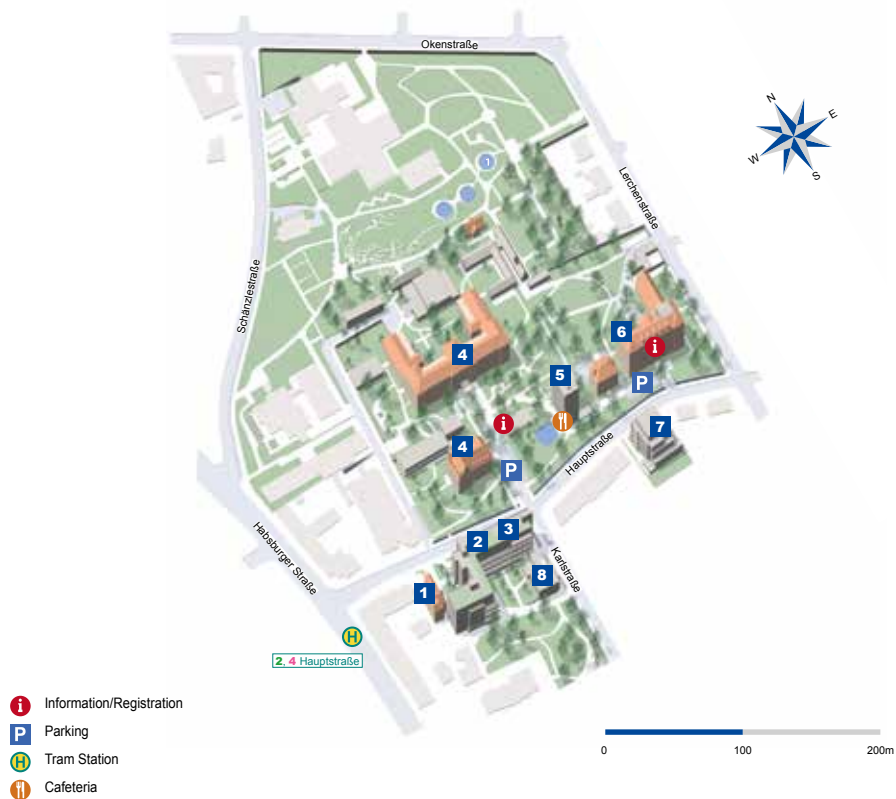 Okenstraße
N
E
W
S
1
Lerchenstraße
Schänzlestraße
6
i
4
5
P
i
7
4
Hauptstraße
P
3
2
Habsburger Straße
Karlstraße
8
1
H
2, 4 Hauptstraße
i Information/Registration
P Parking
H Tram Station
Cafeteria
0 100 200m